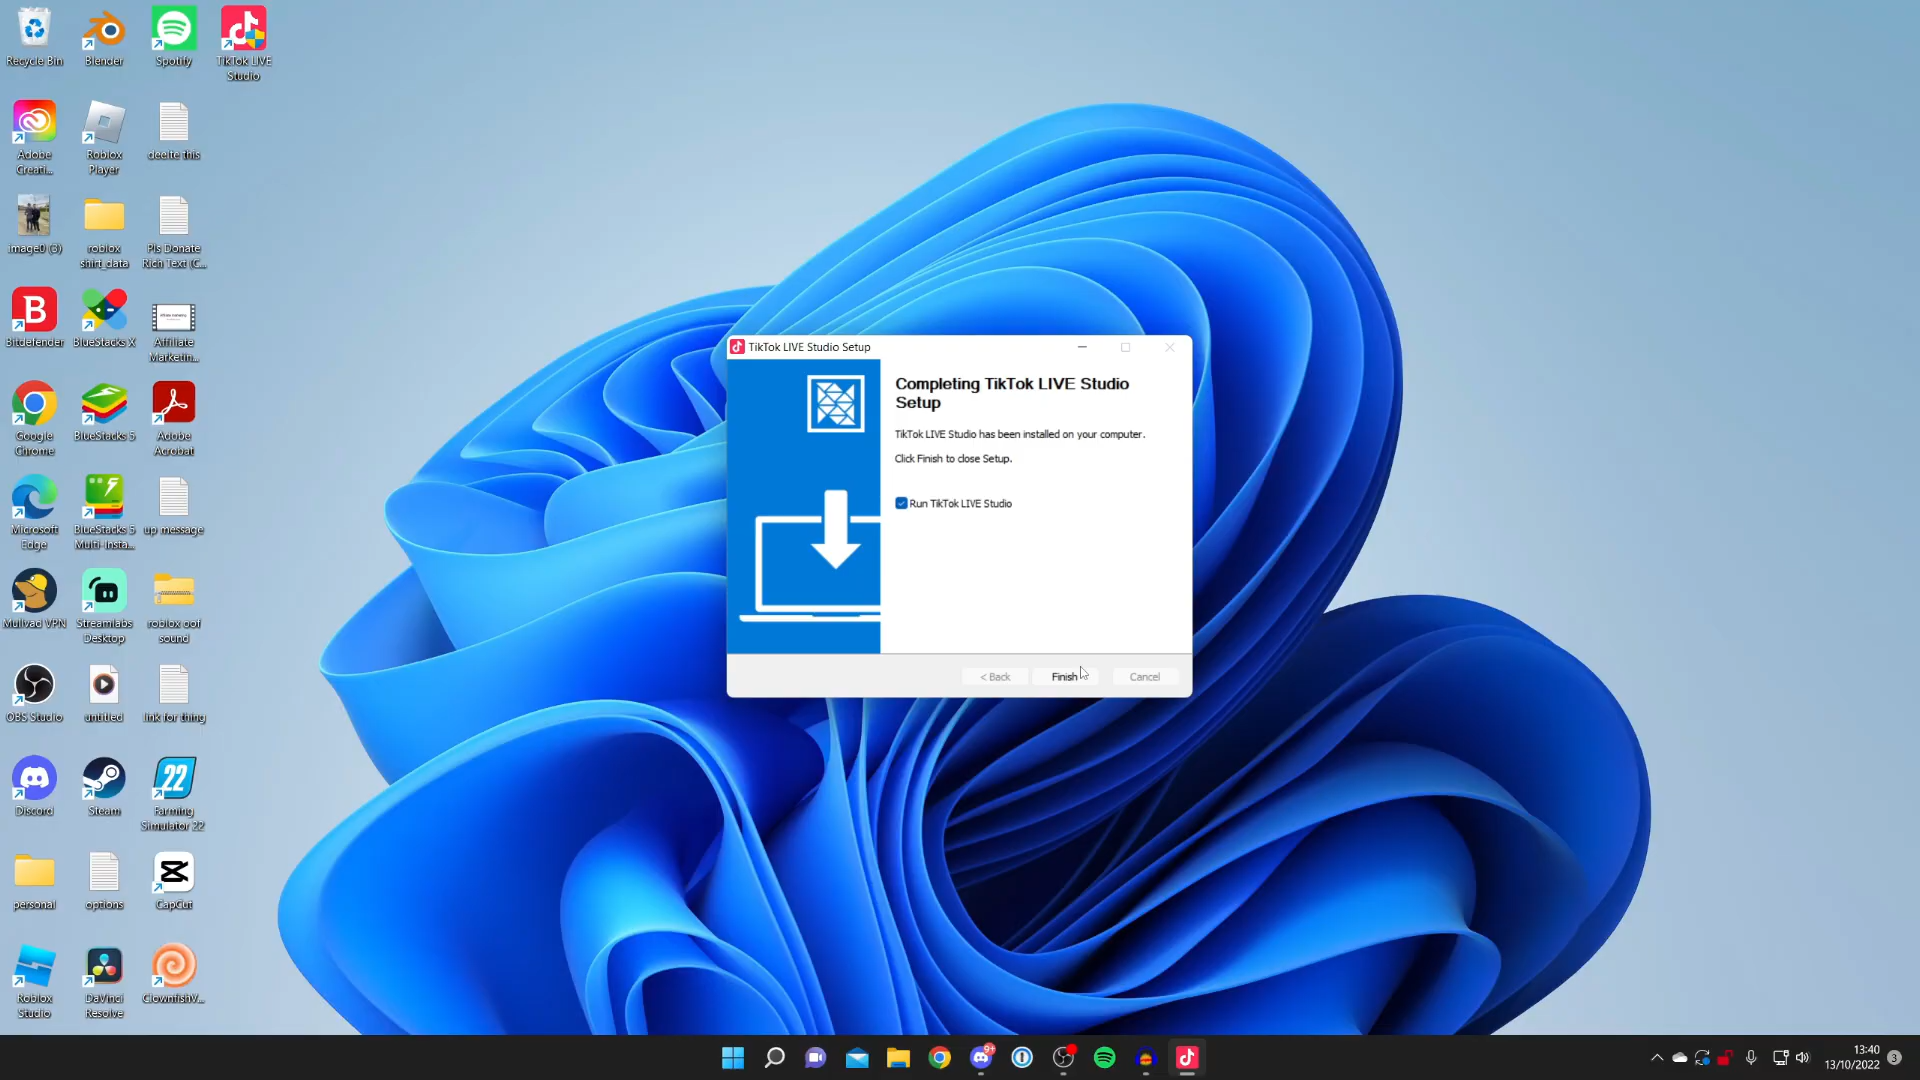 Recycle Bin
Blender
Spotify
TikTok LIVE
Studio
Adobe
Creati...
Roblox
Player
deelte this
image0 (3)
roblox
shirt_data
Pls Donate
Rich Text (C...
Bitdefender
BlueStacks X
Affiliate
Marketin...
Google
Chrome
BlueStacks 5
Adobe
Acrobat
Microsoft
Edge
BlueStacks 5
Multi-Insta...
up message
Mullvad VPN
Streamlabs
Desktop
roblox oof
sound
OBS Studio
untitled
link for thing
Discord
Steam
22
Farming
Simulator 22
personal
options
CapCut
Roblox
Studio
DaVinci
Resolve
ClownfishV...
TikTok LIVE Studio Setup
Completing TikTok LIVE Studio
Setup
TikTok LIVE Studio has been installed on your computer.
Click Finish to close Setup.
Run TikTok LIVE Studio
< Back
Finish
Cancel
9+
13:40
13/10/2022
3